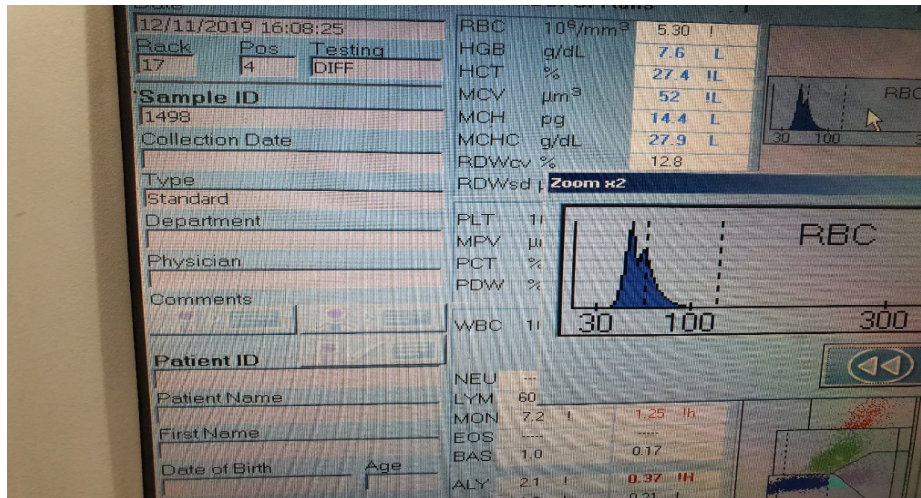 Date
12/11/2019 16:08:25
Rack Pos Testing
17 4 DIFF
Sample ID
1498
Collection Date
Type
Standard
Department
Physician
Comments
Patient ID
Patient Name
First Name
Date of Birth Age
RBC 10⁶/mm³ 5.30 !
HGB g/dL 7.6 L
HCT % 27.4 !L
MCV µm³ 52 !L
MCH pg 14.4 L
MCHC g/dL 27.9 L
RDWcv % 12.8
RDWsd
PLT
MPV
PCT %
PDW %
WBC
NEU ---
LYM 60
MON 7.2 ! 1.25 !h
EOS ---- ----
BAS 1.0 0.17
ALY 2.1 ! 0.37 !H
0.21
RBC
30 100
Zoom x2
RBC
30 100 300